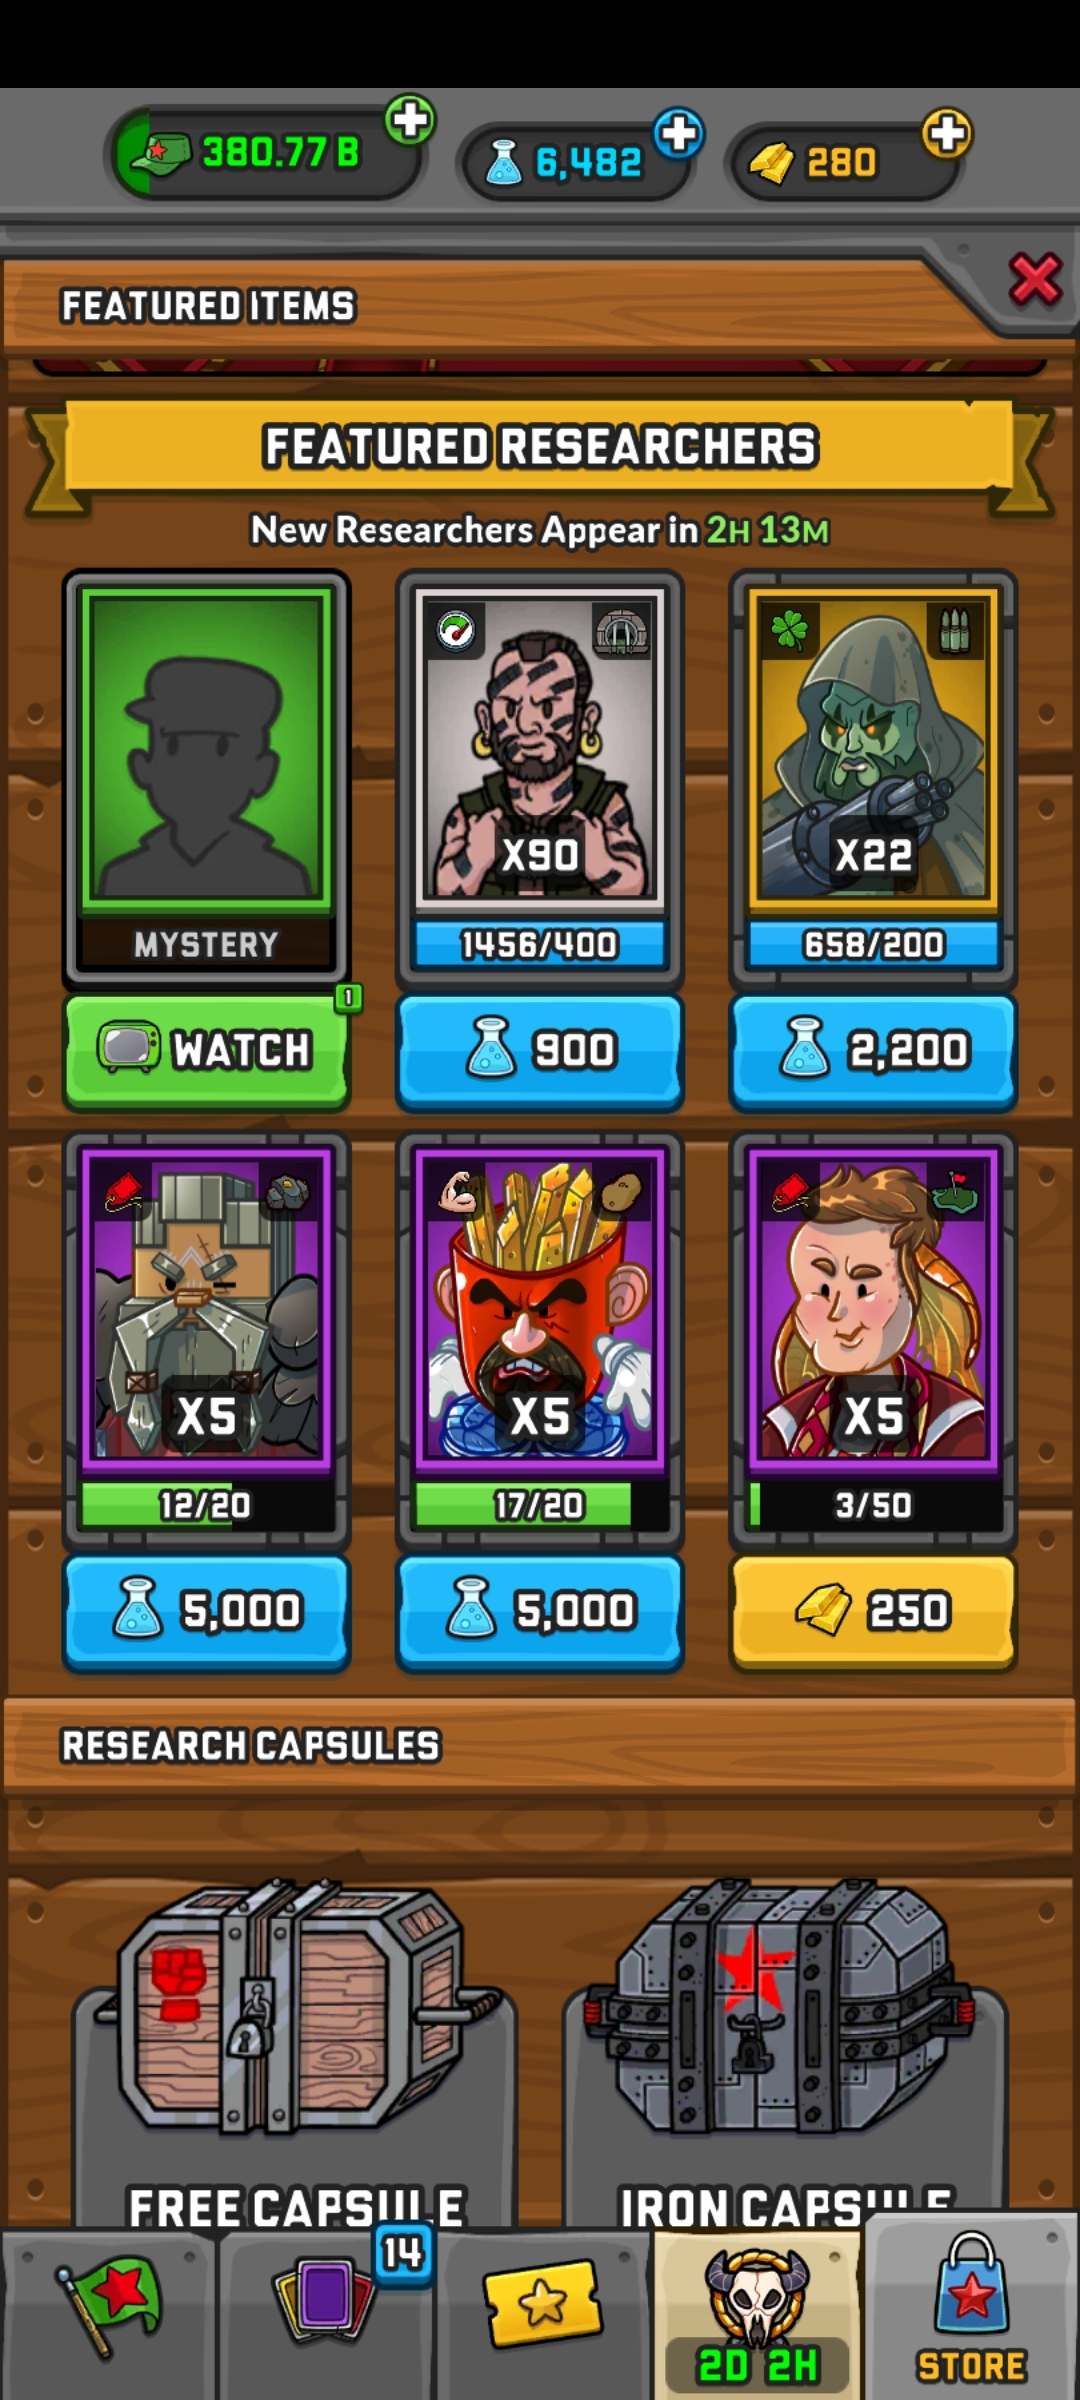 380.77 B
6,482
280
FEATURED ITEMS
FEATURED RESEARCHERS
New Researchers Appear in 2H 13M
X90
X22
MYSTERY
1456/400
658/200
1
WATCH
900
2,200
X5
X5
X5
12/20
17/20
3/50
5,000
5,000
250
RESEARCH CAPSULES
FREE CAPSULE
IRON CAPSULE
14
2D 2H
STORE